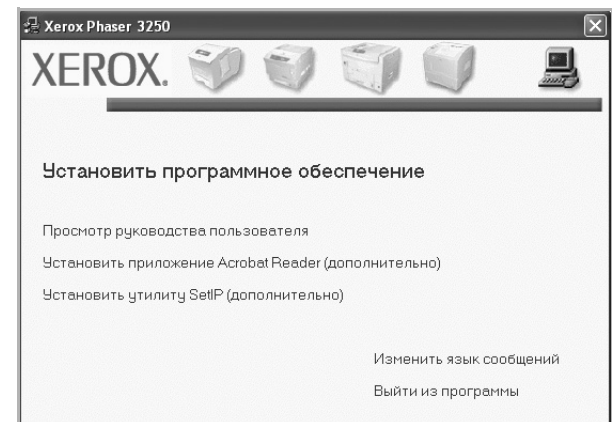 Xerox Phaser 3250
XEROX.
Установить программное обеспечение
Просмотр руководства пользователя
Установить приложение Acrobat Reader (дополнительно)
Установить утилиту SetIP (дополнительно)
Изменить язык сообщений
Выйти из программы